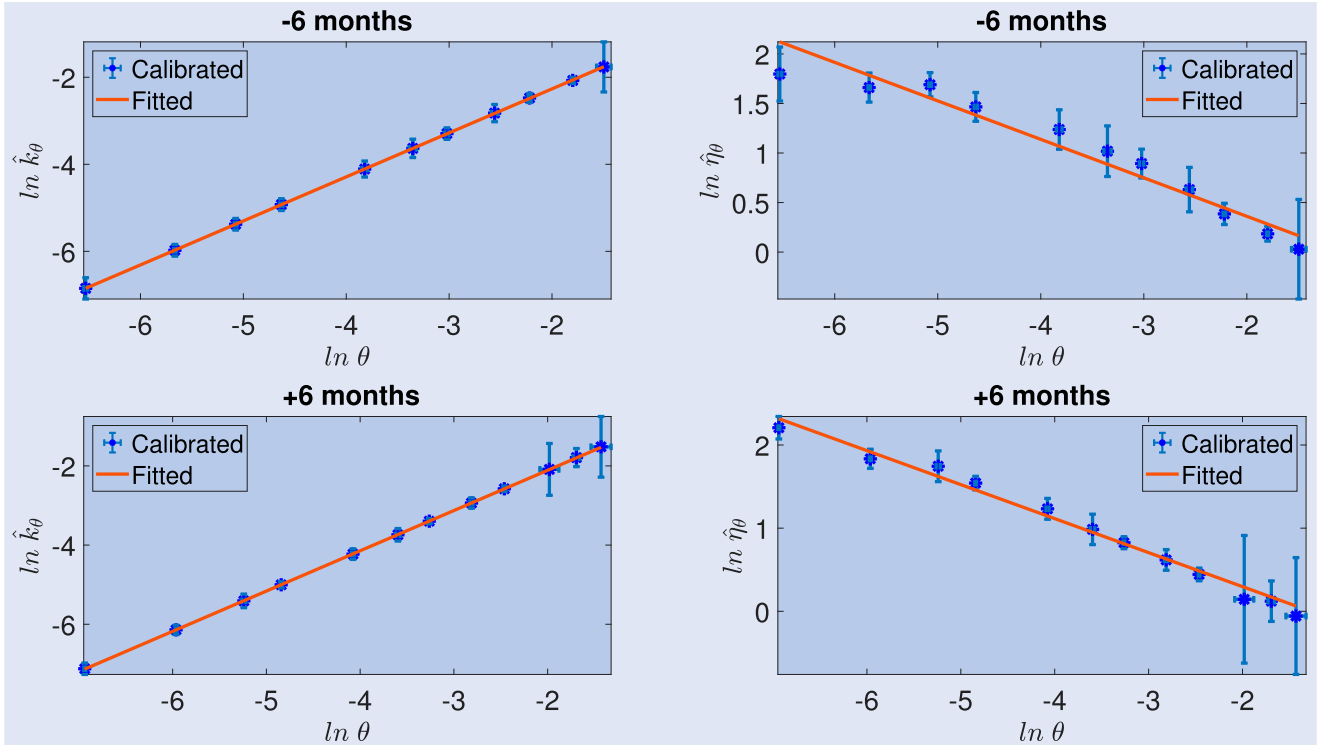 -6 months
Calibrated
Fitted
ln k̂θ
-2
-4
-6
-6 -5 -4 -3 -2
ln θ
-6 months
Calibrated
Fitted
ln η̂θ
2
1.5
1
0.5
0
-6 -5 -4 -3 -2
ln θ
+6 months
Calibrated
Fitted
ln k̂θ
-2
-4
-6
-6 -5 -4 -3 -2
ln θ
+6 months
Calibrated
Fitted
ln η̂θ
2
1
0
-6 -5 -4 -3 -2
ln θ